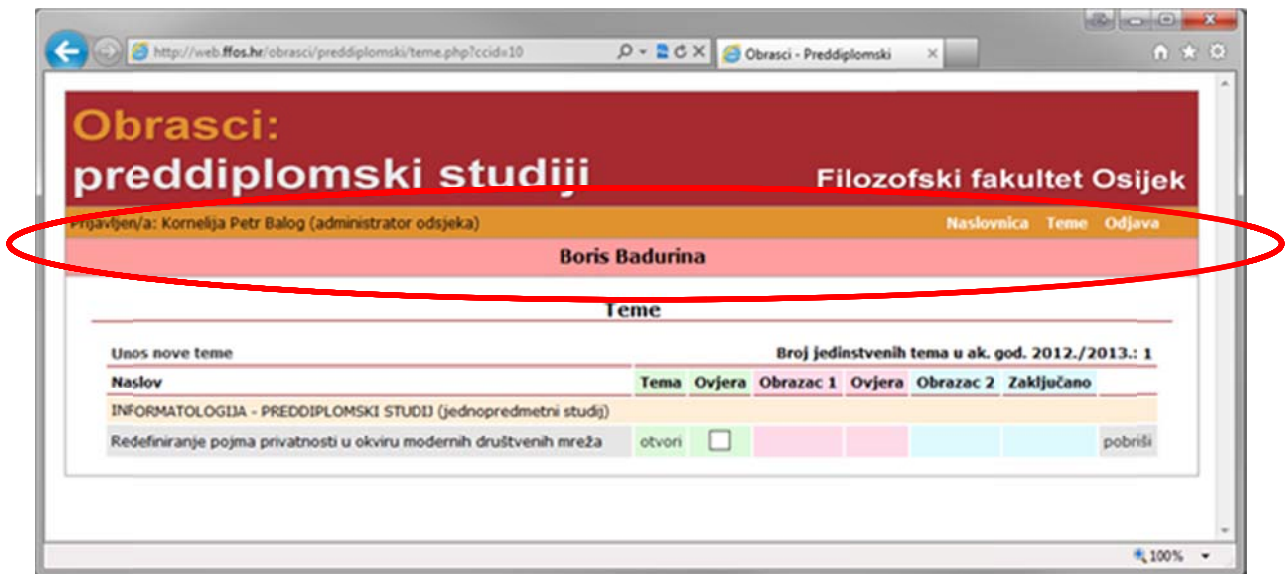 http://web.ffos.hr/obrasci/preddiplomski/teme.php?ccid=10
Obrasci - Preddiplomski
Obrasci:
preddiplomski studiji
Filozofski fakultet Osijek
Prijavljen/a: Kornelija Petr Balog (administrator odsjeka)
Naslovnica Teme Odjava
Boris Badurina
Teme
Unos nove teme
Broj jedinstvenih tema u ak. god. 2012./2013.: 1
Naslov Tema Ovjera Obrazac 1 Ovjera Obrazac 2 Zaključano
INFORMATOLOGIJA - PREDDIPLOMSKI STUDIJ (jednopredmetni studij)
Redefiniranje pojma privatnosti u okviru modernih društvenih mreža otvori pobriši
100%